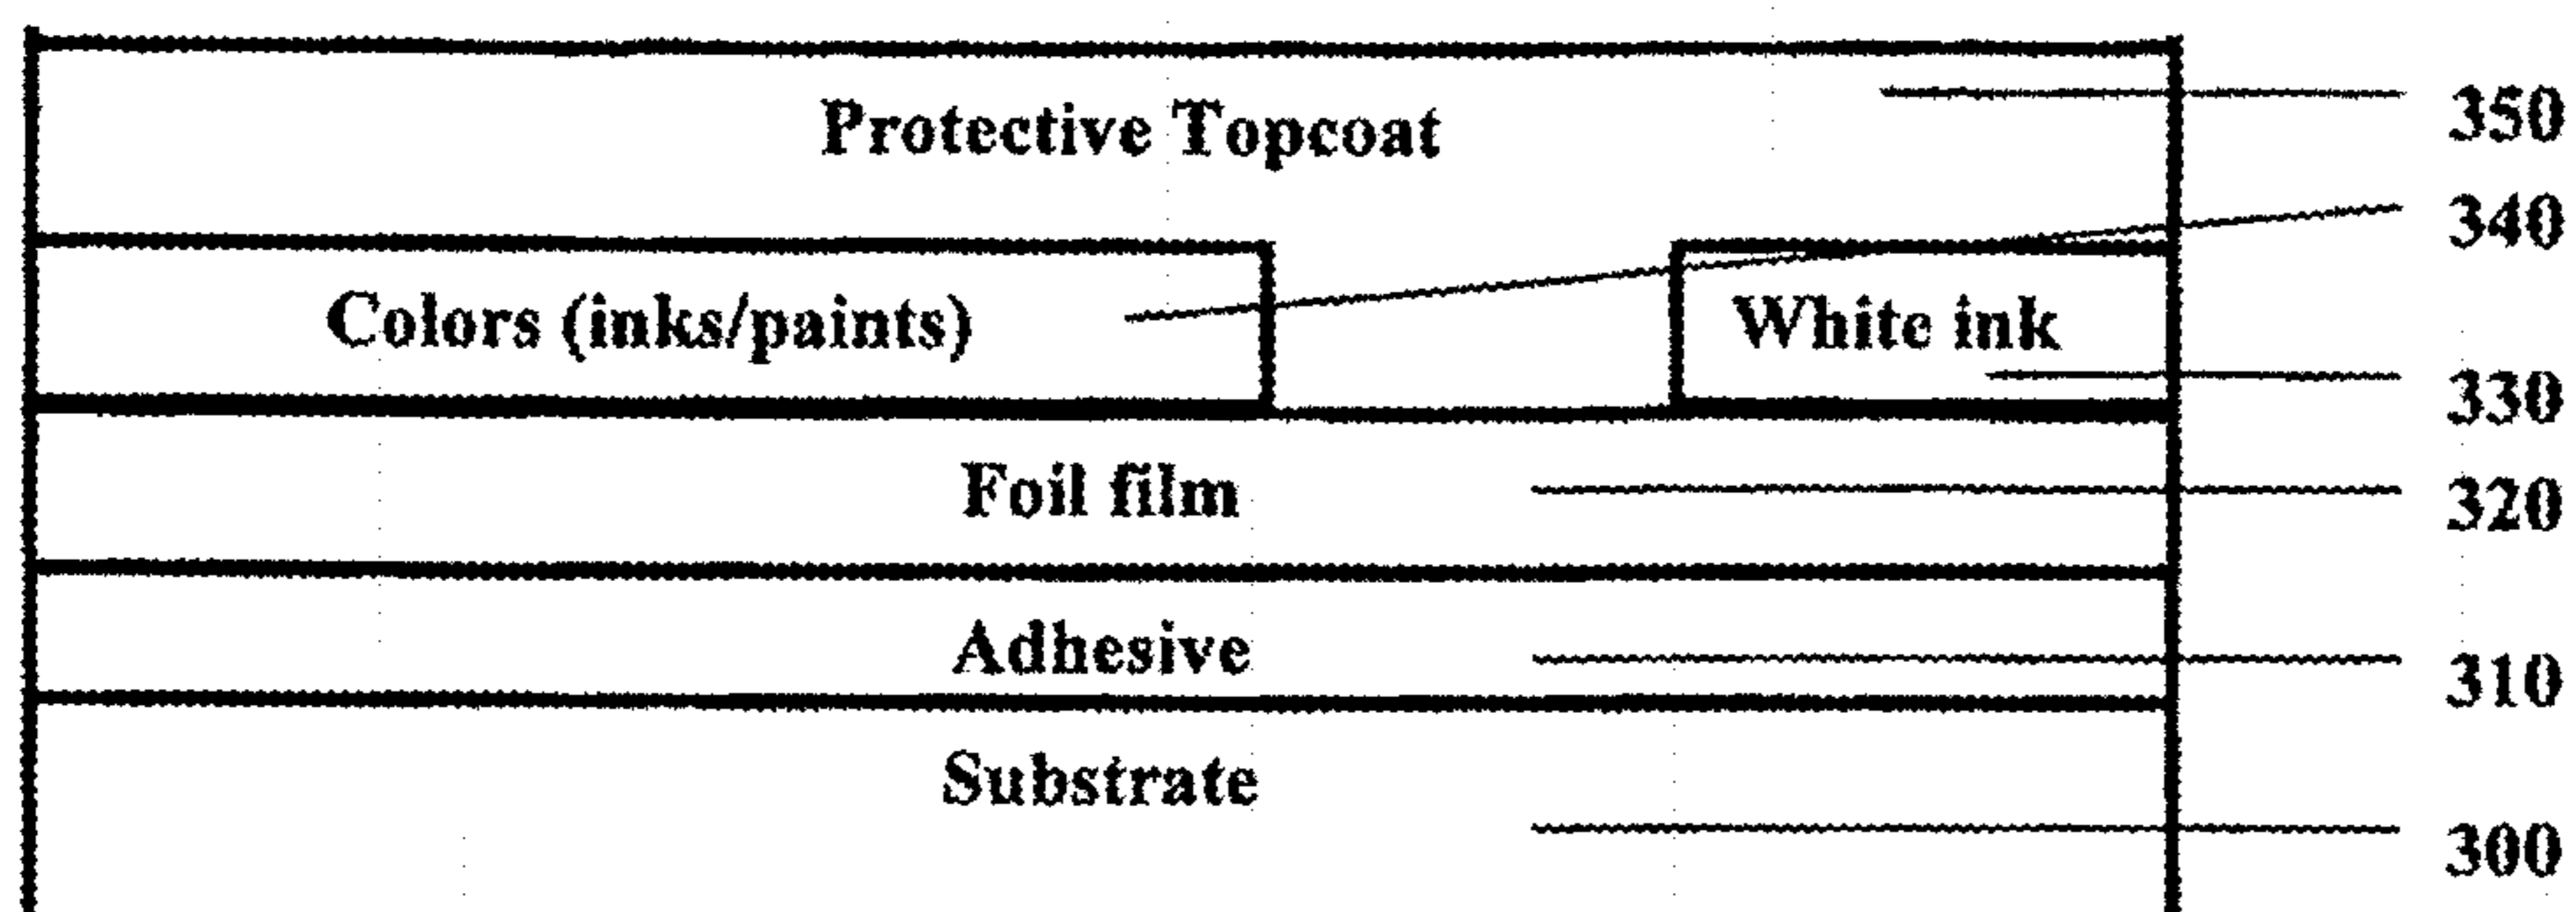 Protective Topcoat 350
340
Colors (inks/paints) White ink
330
Foil film 320
Adhesive 310
Substrate
300